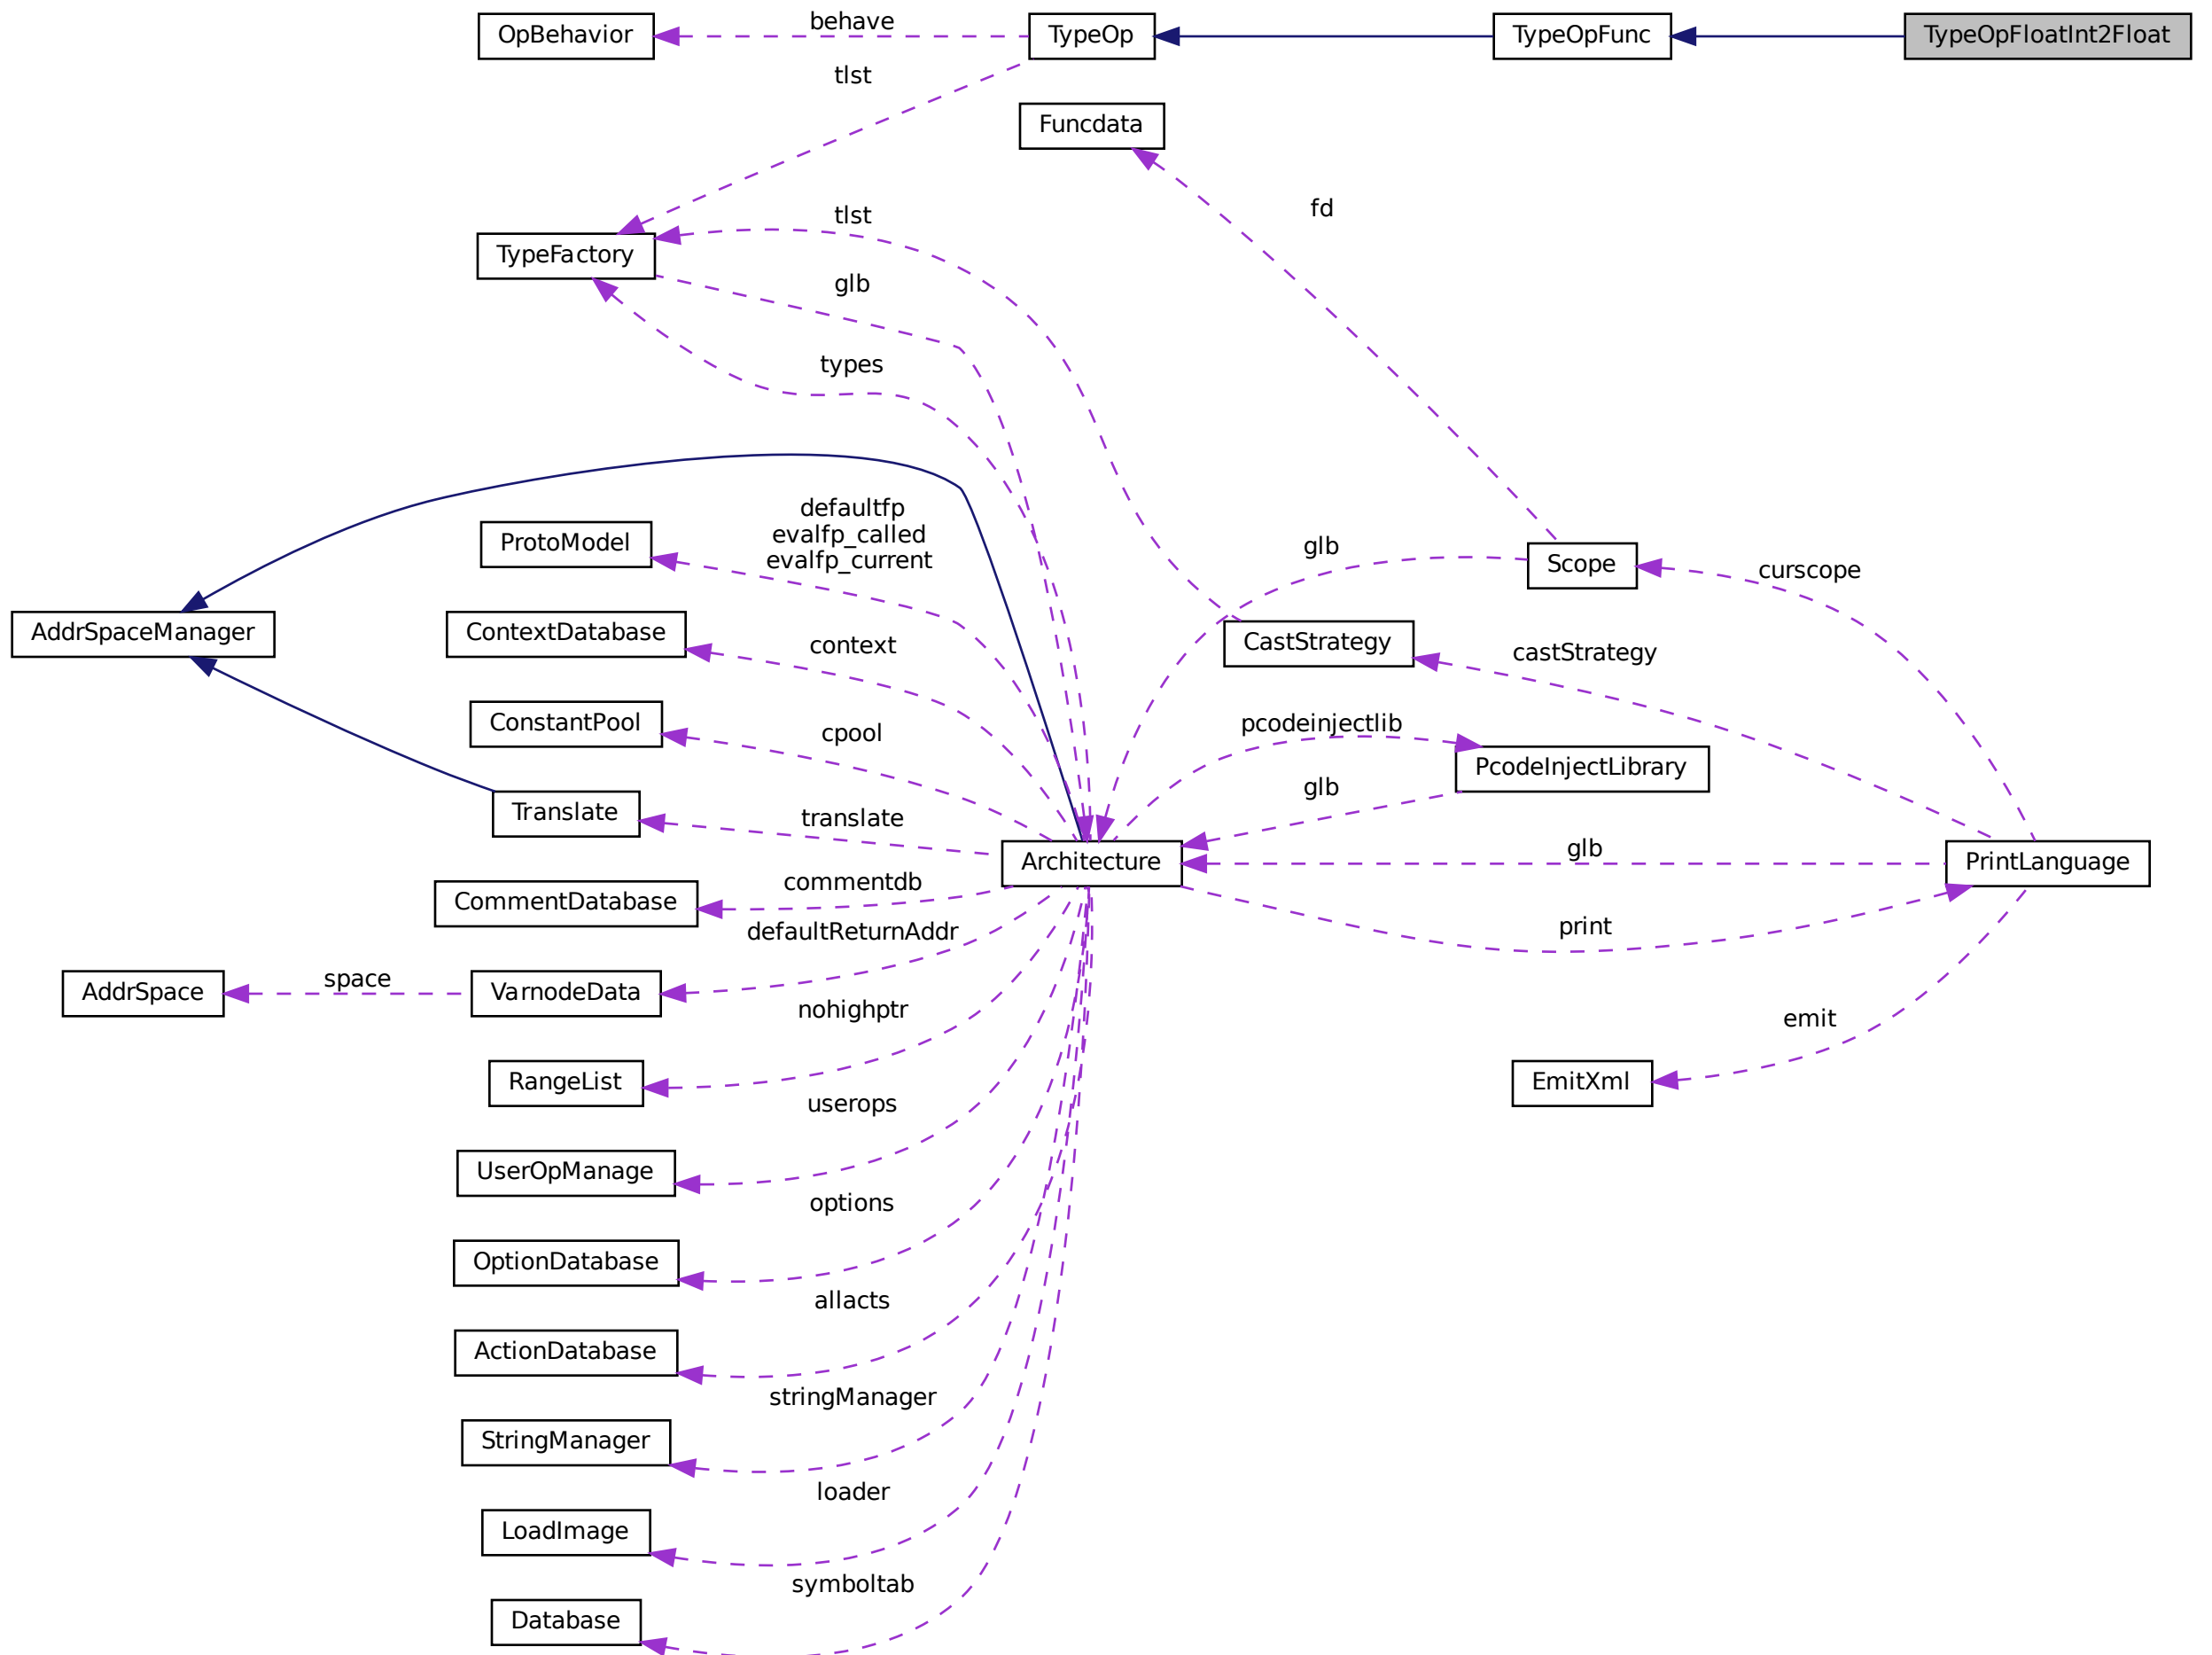 behave
OpBehavior
TypeOp
TypeOpFunc
TypeOpFloatInt2Float
tlst
Funcdata
fd
tlst
TypeFactory
glb
types
defaultfp
evalfp_called
evalfp_current
ProtoModel
glb
Scope
curscope
AddrSpaceManager
ContextDatabase
context
CastStrategy
castStrategy
ConstantPool
cpool
pcodeinjectlib
PcodeInjectLibrary
Translate
translate
glb
Architecture
glb
PrintLanguage
CommentDatabase
commentdb
defaultReturnAddr
print
AddrSpace
space
VarnodeData
nohighptr
emit
RangeList
EmitXml
userops
UserOpManage
options
OptionDatabase
allacts
ActionDatabase
stringManager
StringManager
loader
LoadImage
symboltab
Database